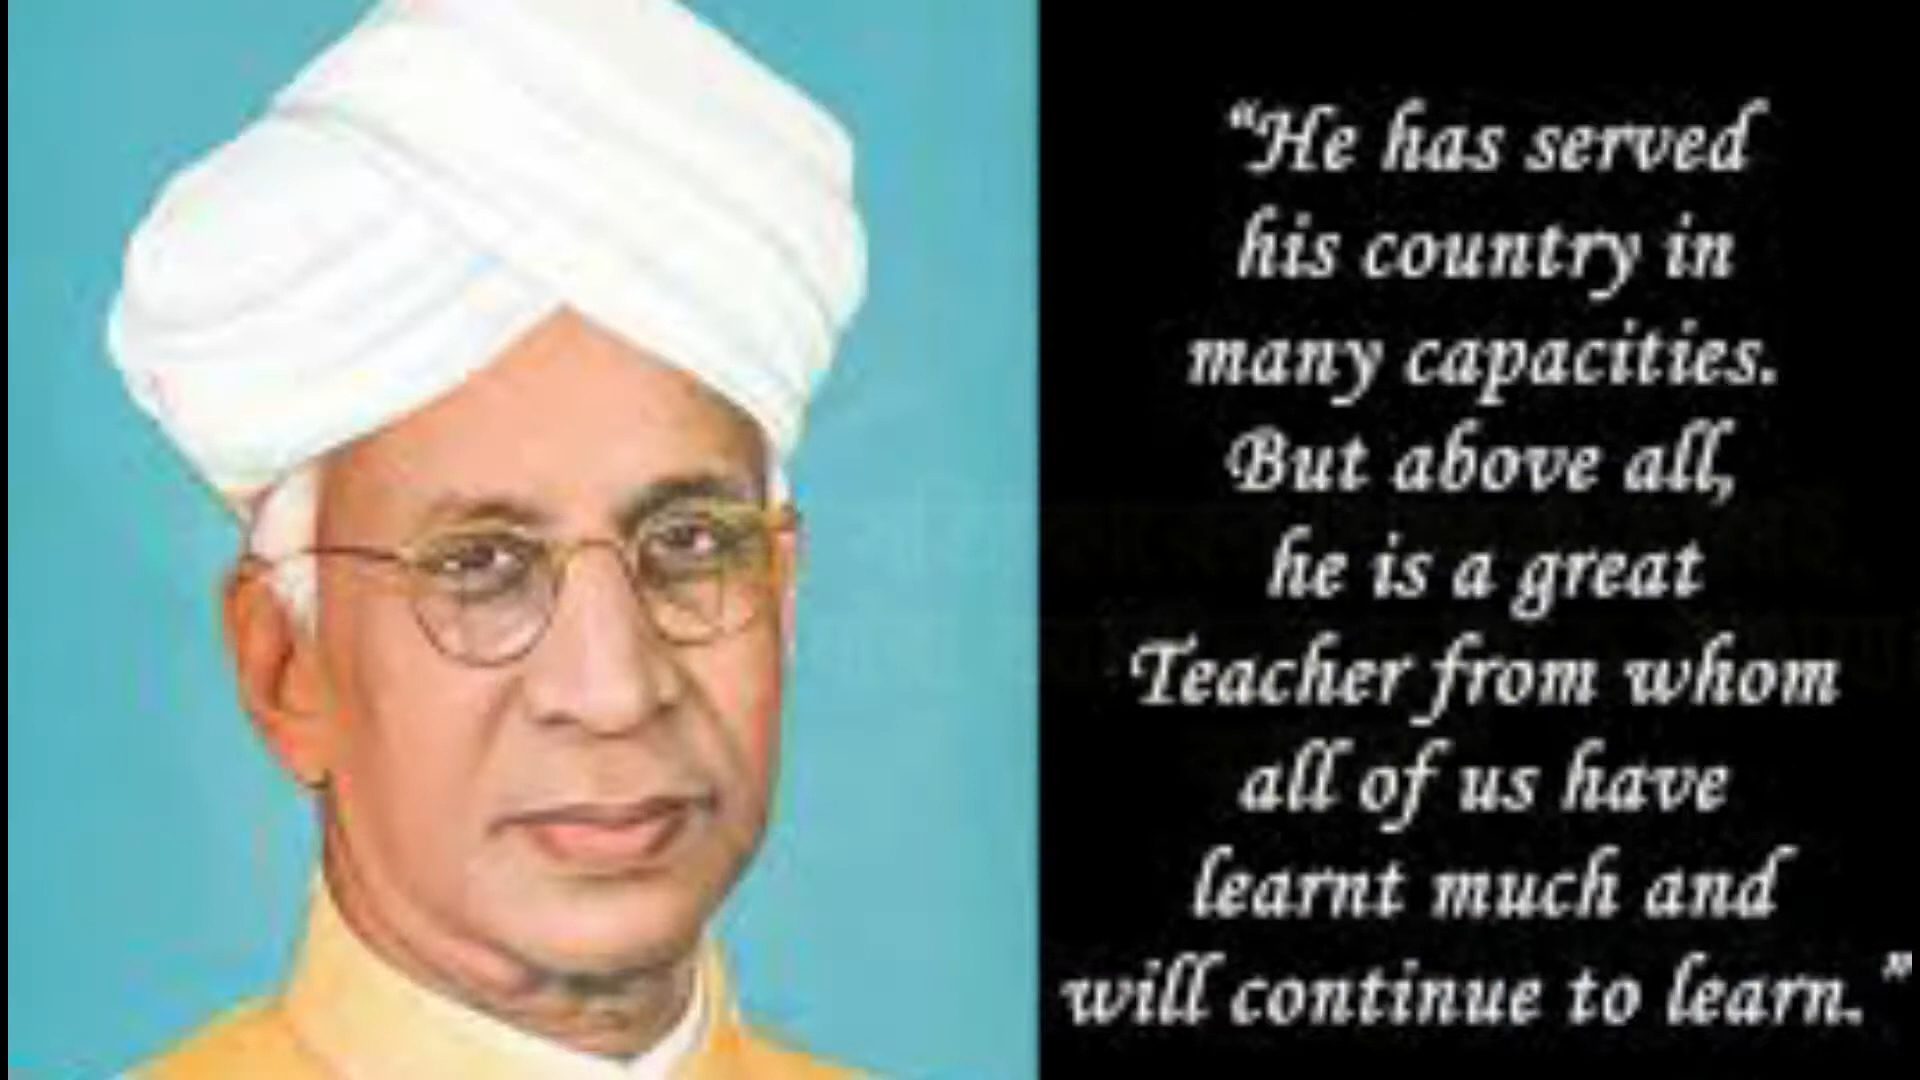 “He has served
his country in
many capacities.
But above all,
he is a great
Teacher from whom
all of us have
learnt much and
will continue to learn.”